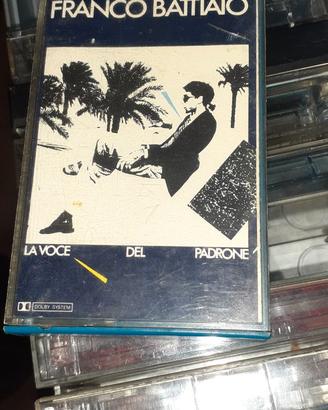 FRANCO BATTIATO
LA VOCE DEL PADRONE
DOLBY SYSTEM